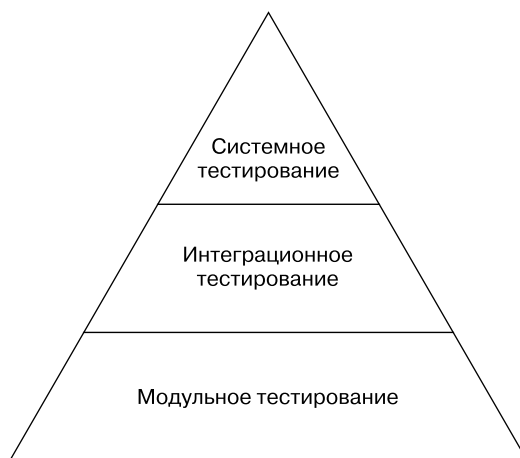 Системное
тестирование
Интеграционное
тестирование
Модульное тестирование